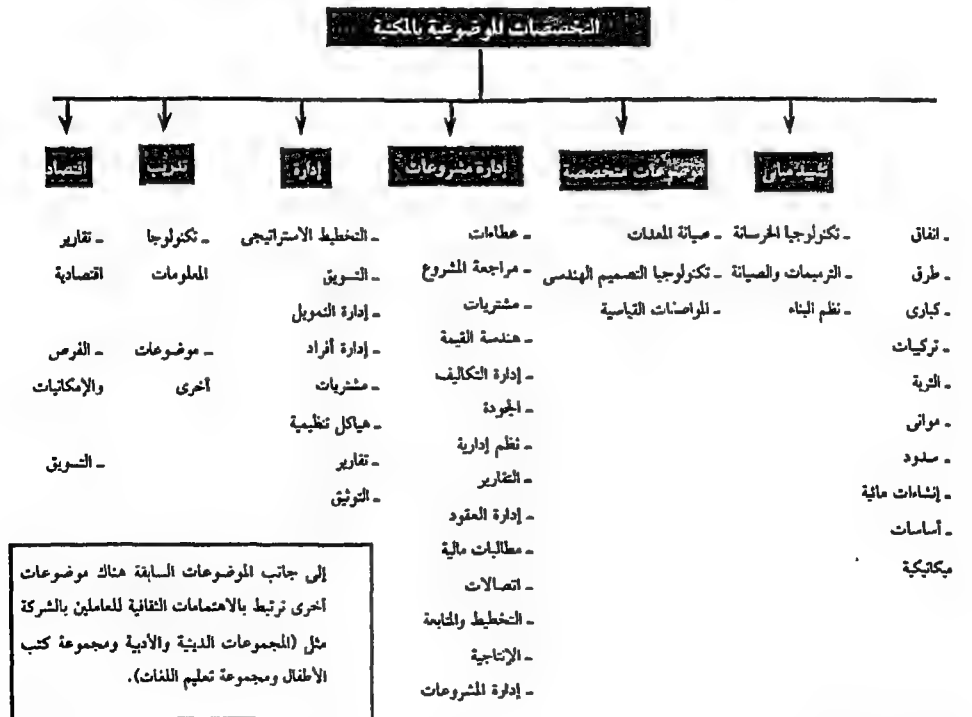 التخصصات الموضوعية بالمكتبة
تشييد مبانى
موضوعات متخصصة
إدارة مشروعات
إدارة
تدريب
اقتصاد
ـ انفاق
ـ طرق
ـ كبارى
ـ تركيبات
ـ التربة
ـ موانى
ـ سدود
ـ إنشاءات مائية
ـ أساسات
ميكانيكية
ـ تكنولوجيا الخرسانة
ـ الترميمات والصيانة
ـ نظم البناء
ـ صيانة المعدات
ـ تكنولوجيا التصميم الهندسى
ـ المواصفات القياسية
ـ عطاءات
ـ مراجعة المشروع
ـ مشتريات
ـ هندسة القيمة
ـ إدارة التكاليف
ـ الجودة
ـ نظم إدارية
ـ التقارير
ـ إدارة العقود
ـ مطالبات مالية
ـ اتصالات
ـ التخطيط والمتابعة
ـ الإنتاجية
ـ إدارة المشروعات
ـ التخطيط الاستراتيجى
ـ التسويق
ـ إدارة التمويل
ـ إدارة أفراد
ـ مشتريات
ـ هياكل تنظيمية
ـ تقارير
ـ التوثيق
ـ تكنولوجا
المعلومات
ـ موضوعات
أخرى
ـ تقارير
اقتصادية
ـ الفرص
والإمكانيات
ـ التسويق
إلى جانب الموضوعات السابقة هناك موضوعات
أخرى ترتبط بالاهتمامات الثقافية للعاملين بالشركة
مثل (المجموعات الدينية والأدبية ومجموعة كتب
الأطفال ومجموعة تعليم اللغات).